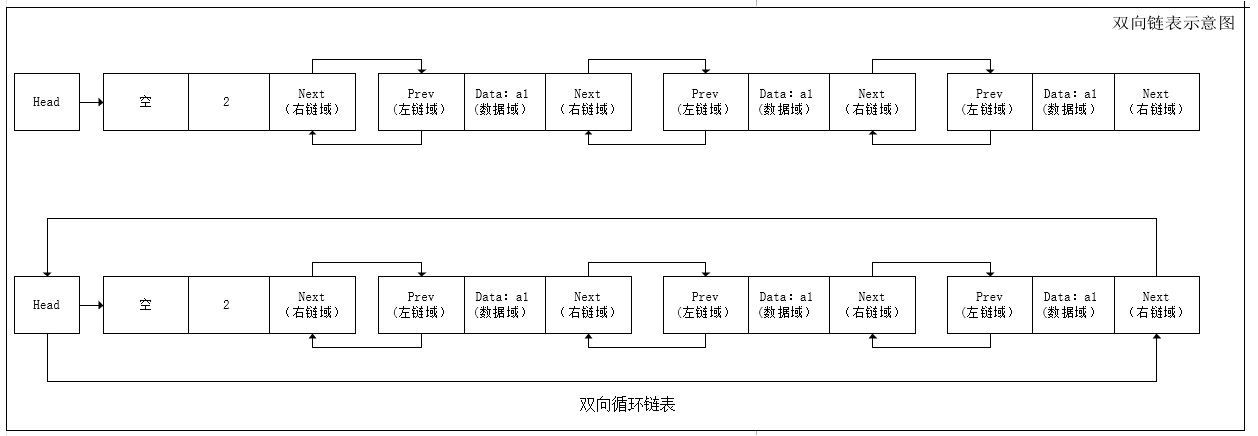 双向链表示意图
Head 空 2 Next Prev Data：a1 Next Prev Data：a1 Next Prev Data：a1 Next
（右链域） (左链域) (数据域) （右链域） (左链域) (数据域) （右链域） (左链域) (数据域) （右链域）
Head 空 2 Next Prev Data：a1 Next Prev Data：a1 Next Prev Data：a1 Next
（右链域） (左链域) (数据域) （右链域） (左链域) (数据域) （右链域） (左链域) (数据域) （右链域）
双向循环链表